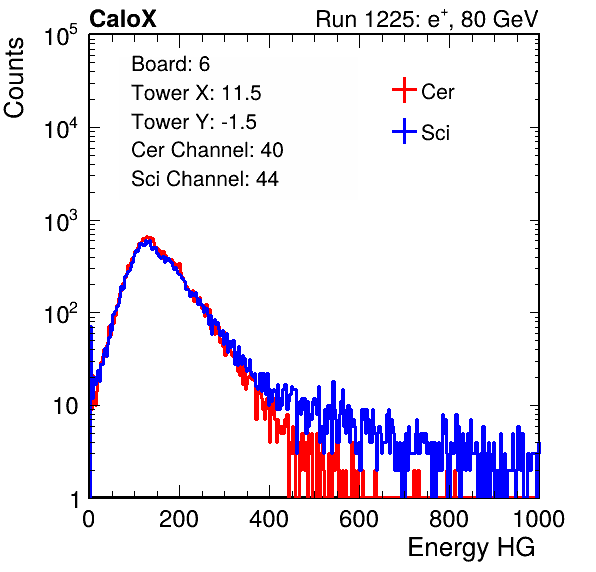 CaloX Run 1225: e⁺, 80 GeV
Board: 6
Tower X: 11.5
Tower Y: -1.5
Cer Channel: 40
Sci Channel: 44
Cer
Sci
Counts
10⁵
10⁴
10³
10²
10
1
0 200 400 600 800 1000
Energy HG